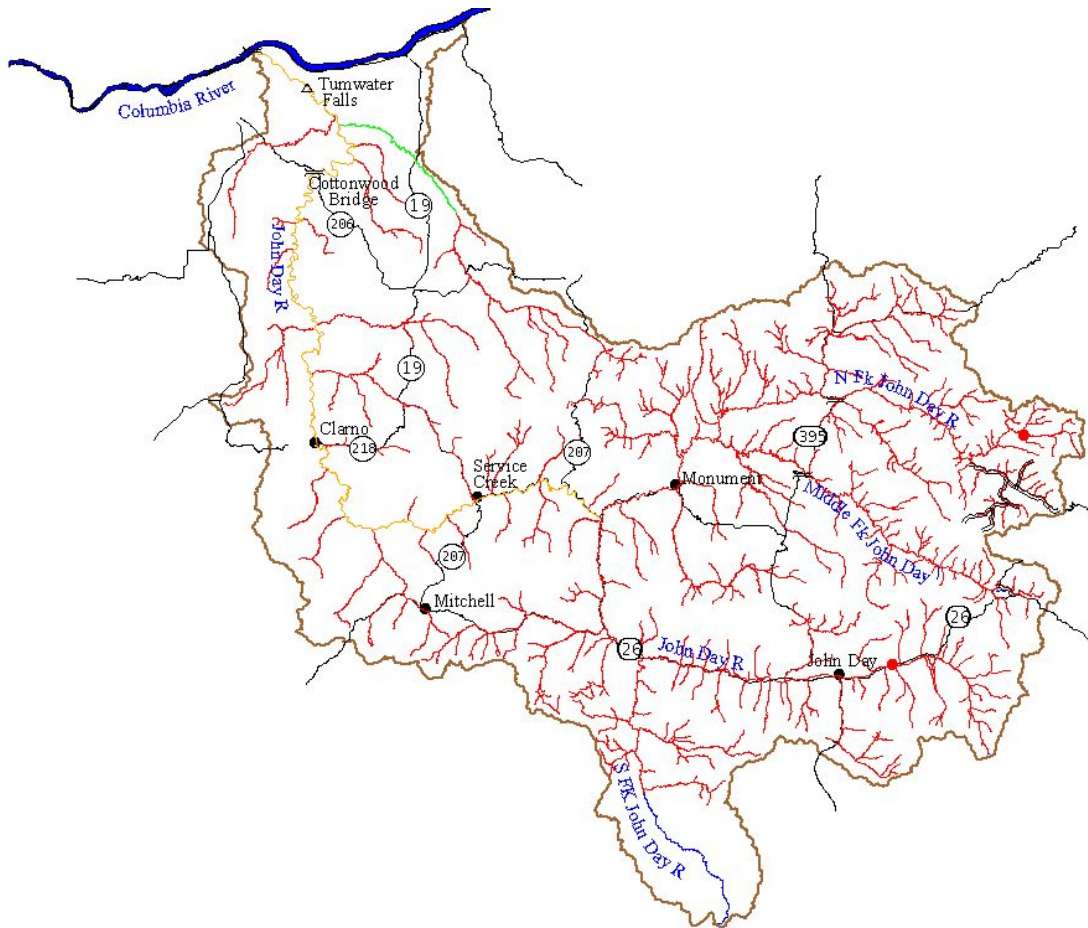 Tumwater
Falls
Columbia River
Cottonwood
Bridge
19
206
John Day R
19
N Fk John Day R
Clarno
218
395
207
Service
Creek
Monument
Middle Fk John Day
207
Mitchell
26
26
John Day R
John Day
S FK John Day R